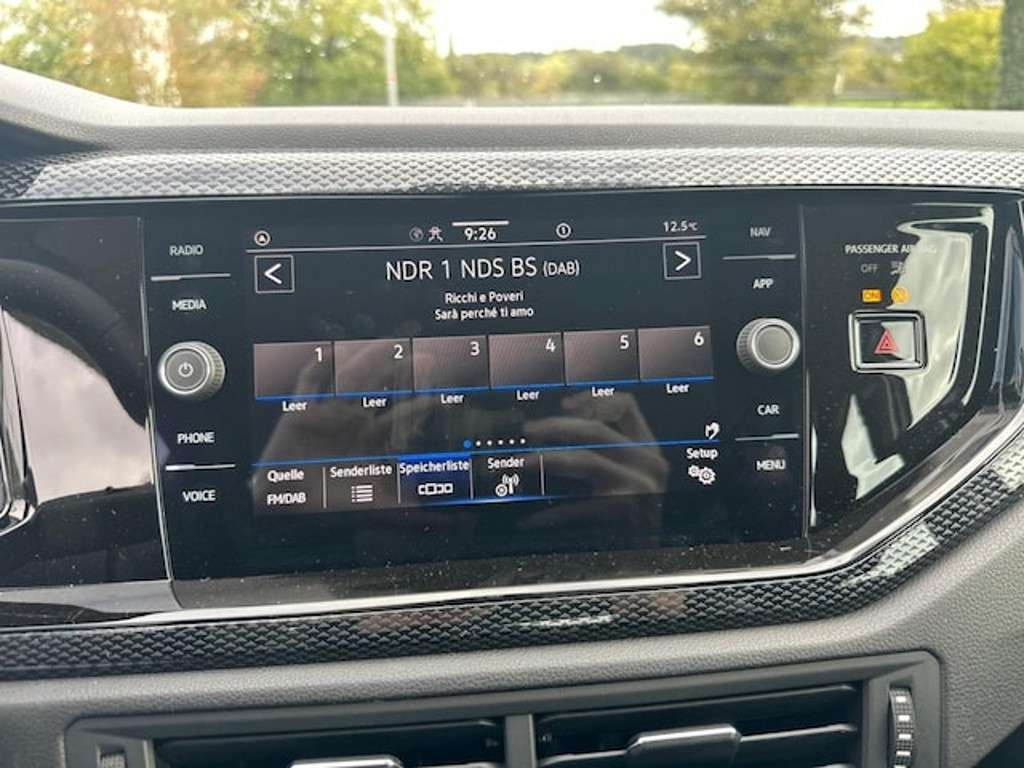 RADIO
MEDIA
PHONE
VOICE
9:26
1
12.5°C
< NDR 1 NDS BS (DAB) >
Ricchi e Poveri
Sarà perché ti amo
1 2 3 4 5 6
Leer Leer Leer Leer Leer Leer
Quelle Senderliste Speicherliste Sender Setup
FM/DAB
NAV
APP
CAR
MENU
PASSENGER AIRBAG
OFF
ON